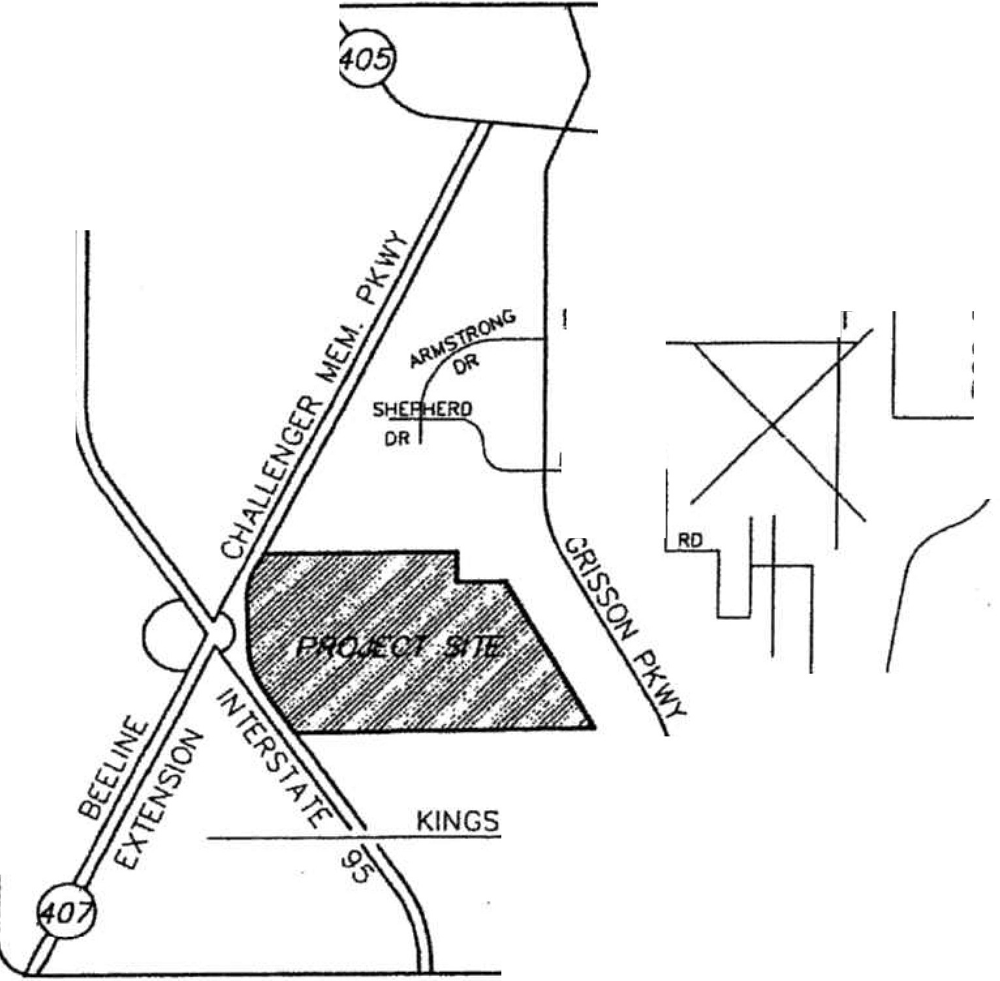 405
CHALLENGER MEM. PKWY
ARMSTRONG
DR
SHEPHERD
DR
RD
GRISSON PKWY
PROJECT SITE
INTERSTATE
95
BEELINE
EXTENSION
KINGS
407